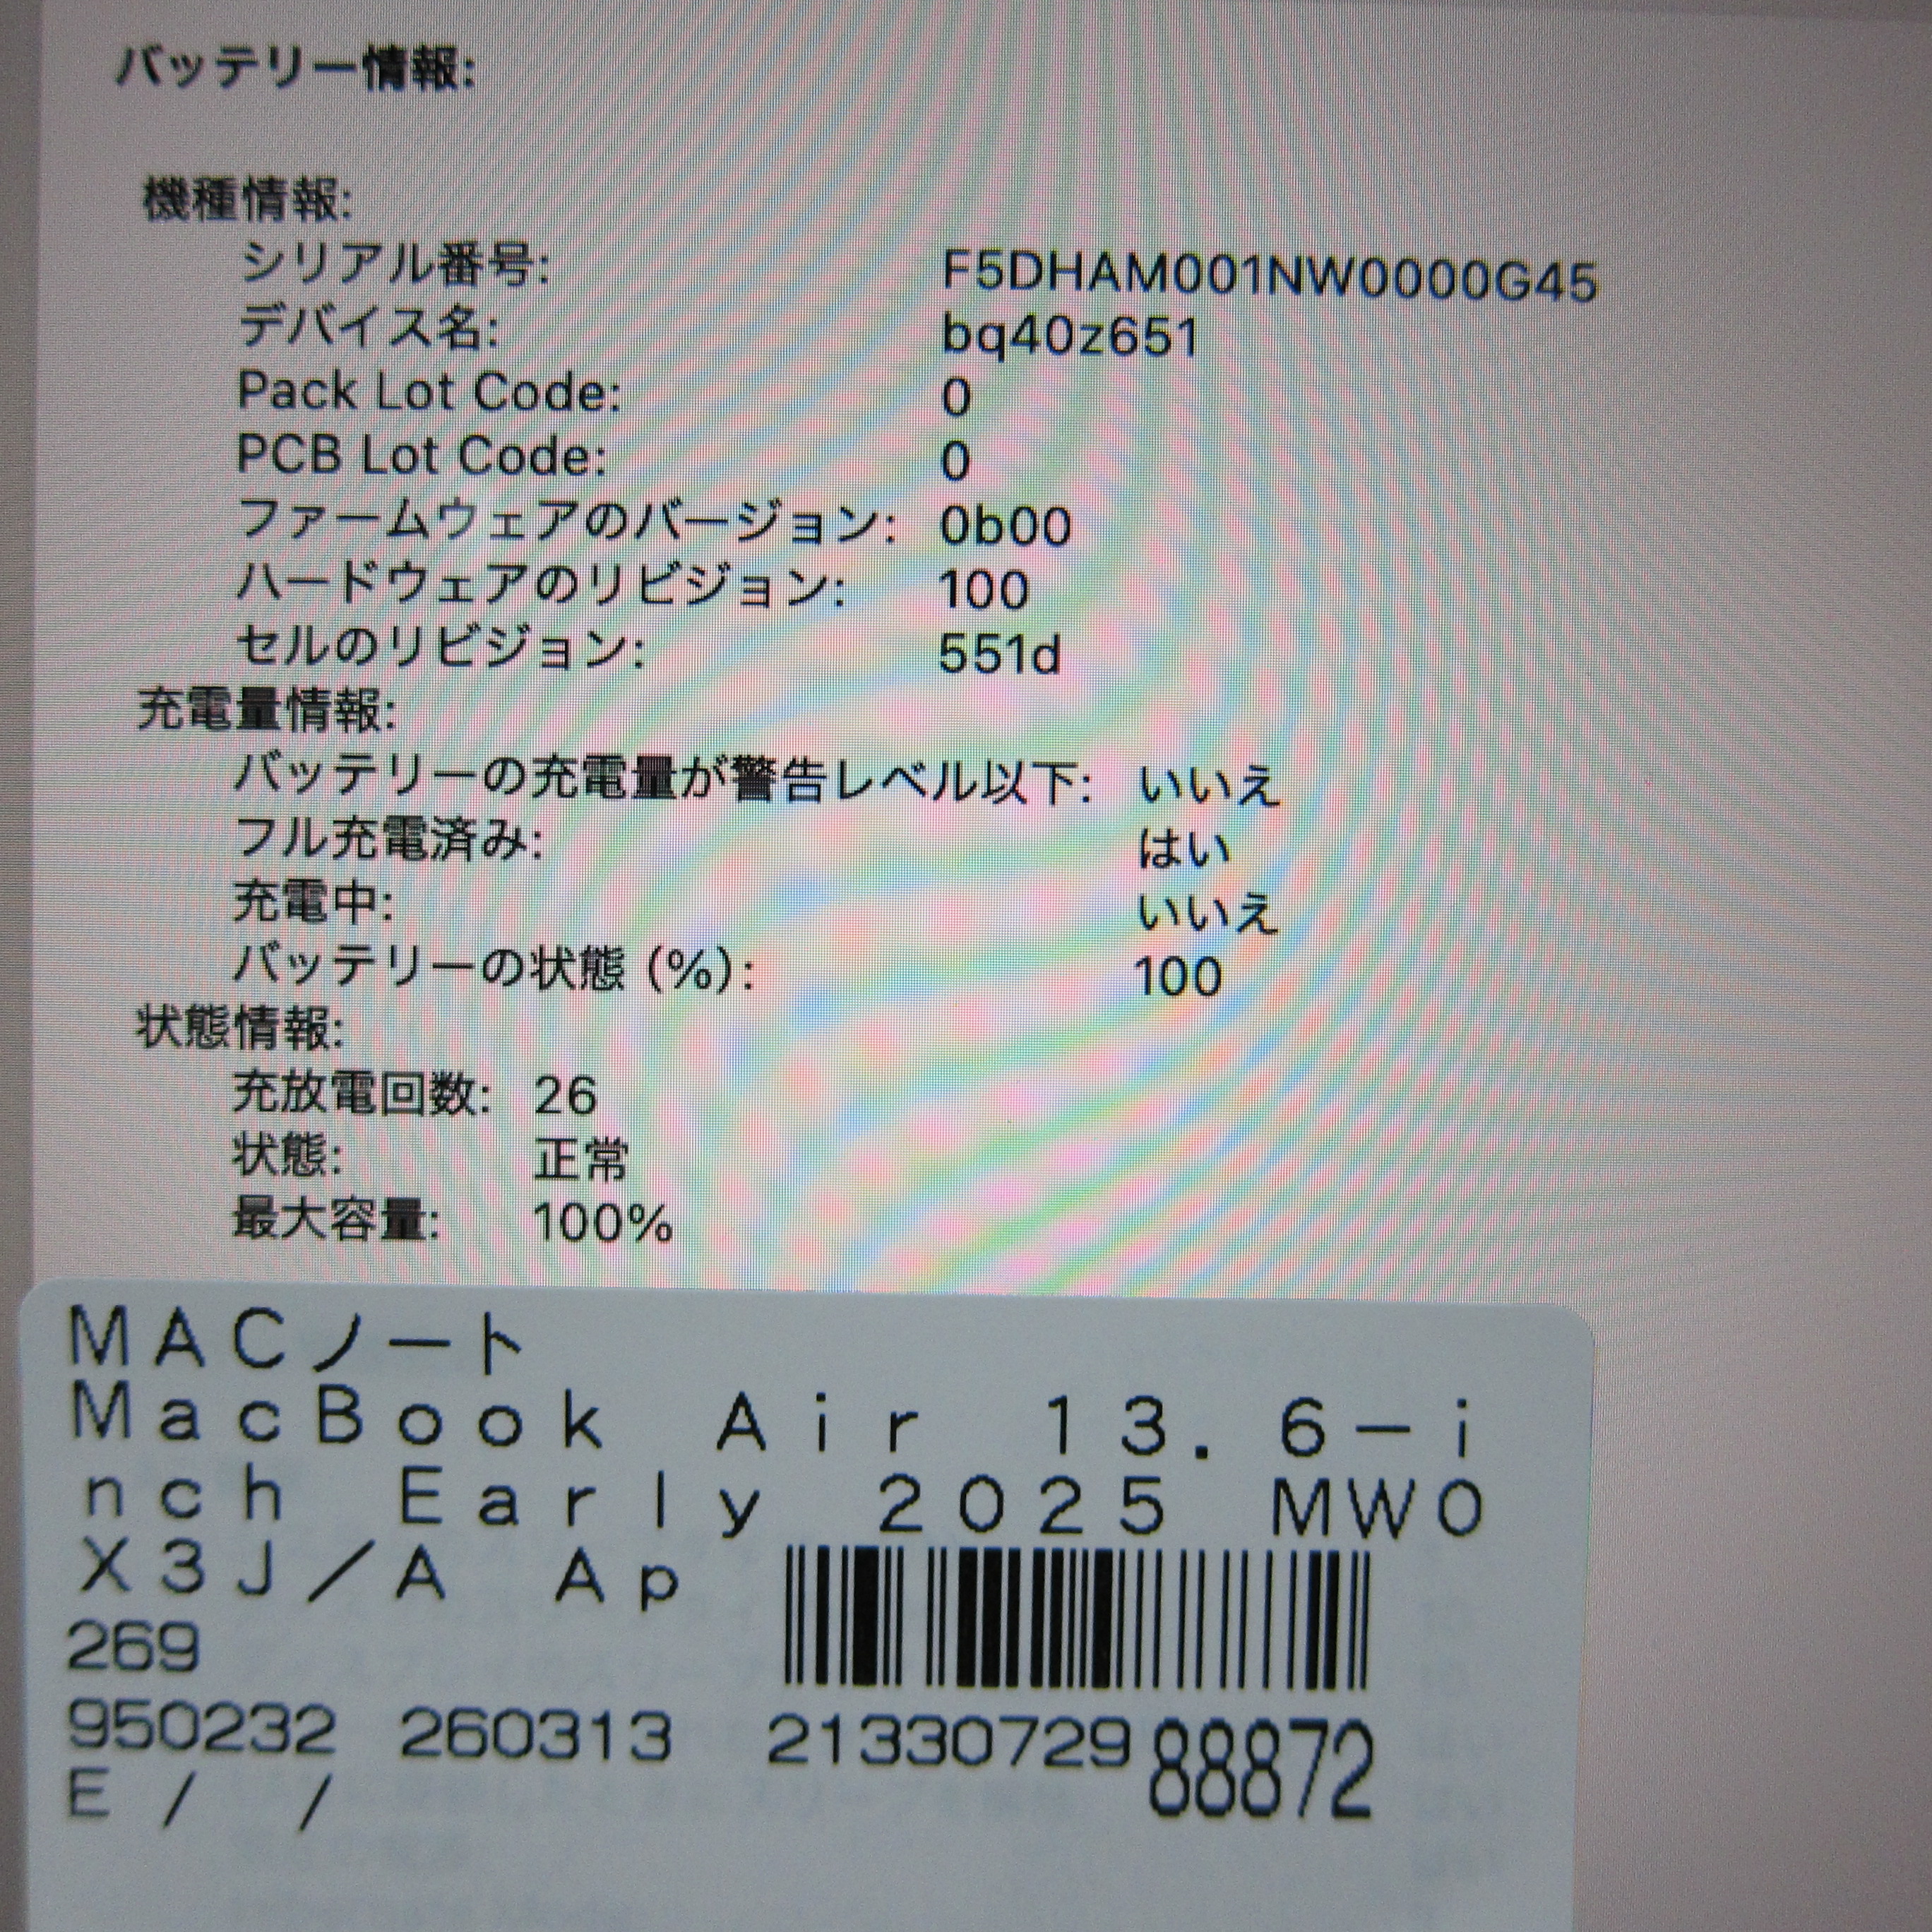 バッテリー情報:
機種情報:
シリアル番号: F5DHAM001NW0000G45
デバイス名: bq40z651
Pack Lot Code: 0
PCB Lot Code: 0
ファームウェアのバージョン: 0b00
ハードウェアのリビジョン: 100
セルのリビジョン: 551d
充電量情報:
バッテリーの充電量が警告レベル以下: いいえ
フル充電済み: はい
充電中: いいえ
バッテリーの状態 (%): 100
状態情報:
充放電回数: 26
状態: 正常
最大容量: 100%
MACノート
MacBook Air 13.6-i
nch Early 2025 MW0
X3J/A Ap
269
950232 260313 2133072988872
E / /